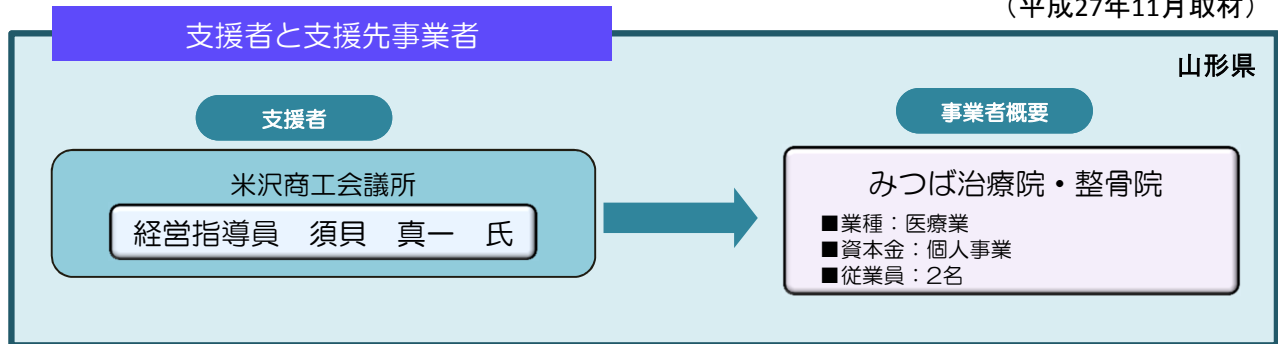 （平成27年11月取材）
支援者と支援先事業者
山形県
支援者
米沢商工会議所
経営指導員　須貝　真一　氏
事業者概要
みつば治療院・整骨院
■業種：医療業
■資本金：個人事業
■従業員：2名